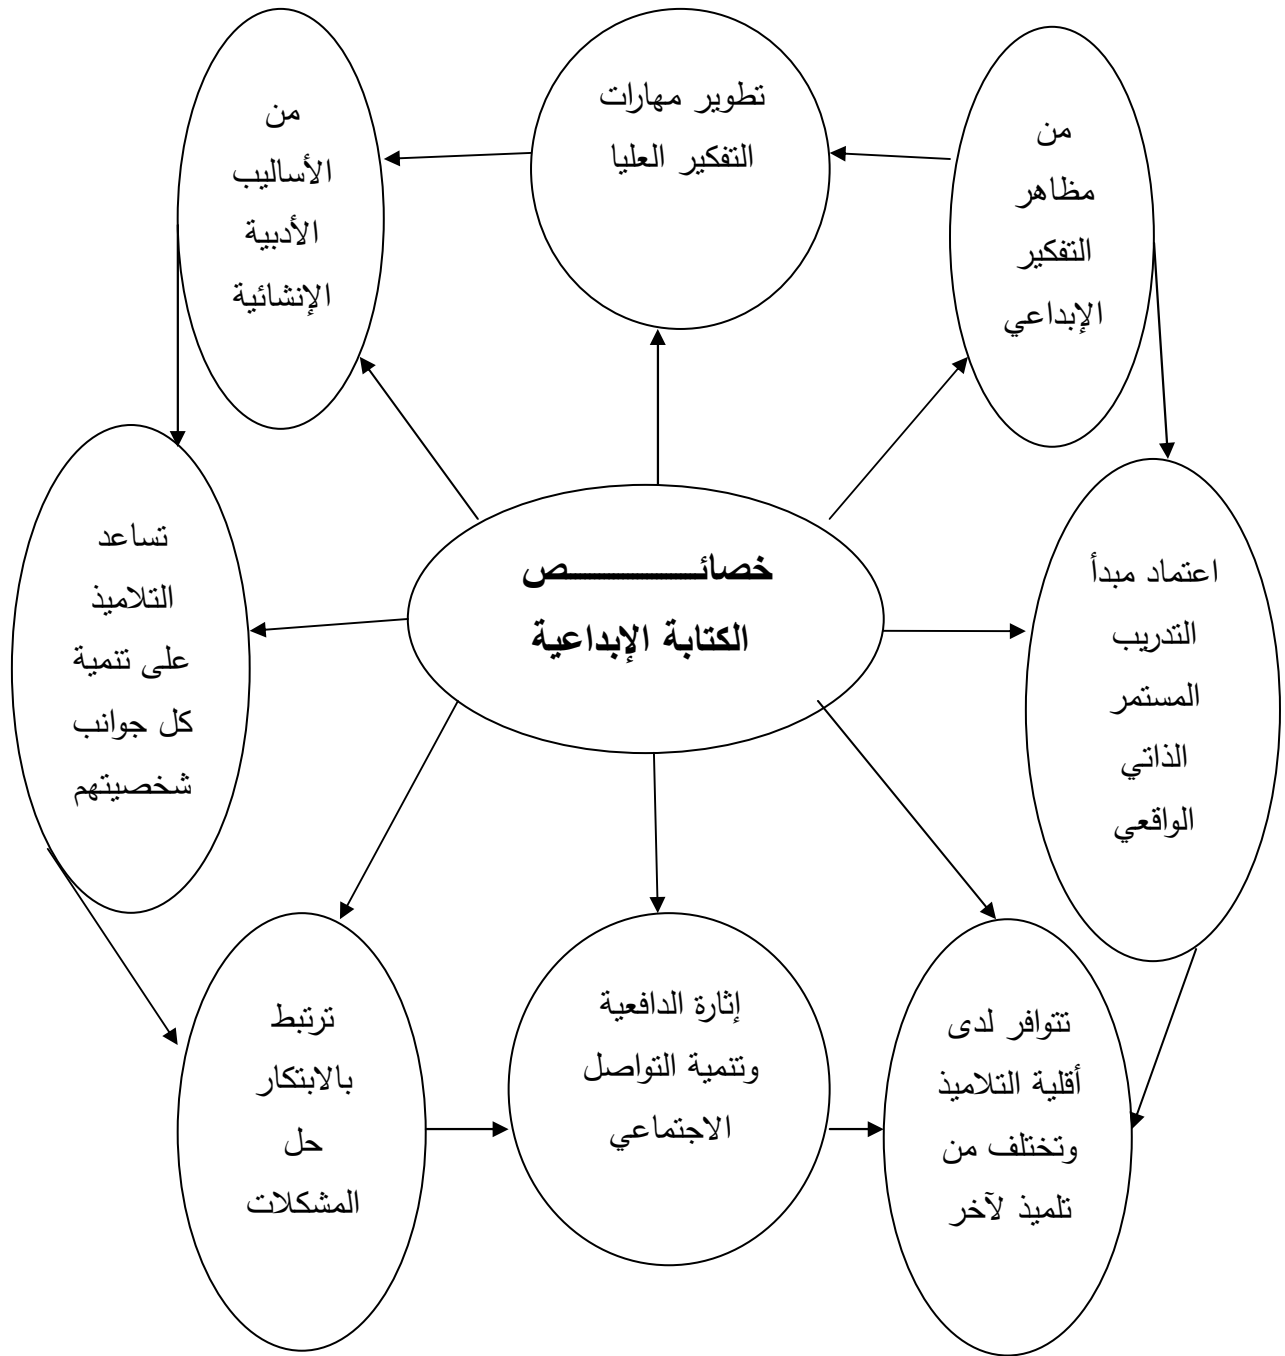 من
مظاهر
التفكير
الإبداعي
تطوير مهارات
التفكير العليا
من
الأساليب
الأدبية
الإنشائية
خصائـــــــــــــص
الكتابة الإبداعية
اعتماد مبدأ
التدريب
المستمر
الذاتي
الواقعي
تساعد
التلاميذ
على تنمية
كل جوانب
شخصيتهم
تتوافر لدى
أقلية التلاميذ
وتختلف من
تلميذ لآخر
إثارة الدافعية
وتنمية التواصل
الاجتماعي
ترتبط
بالابتكار
حل
المشكلات